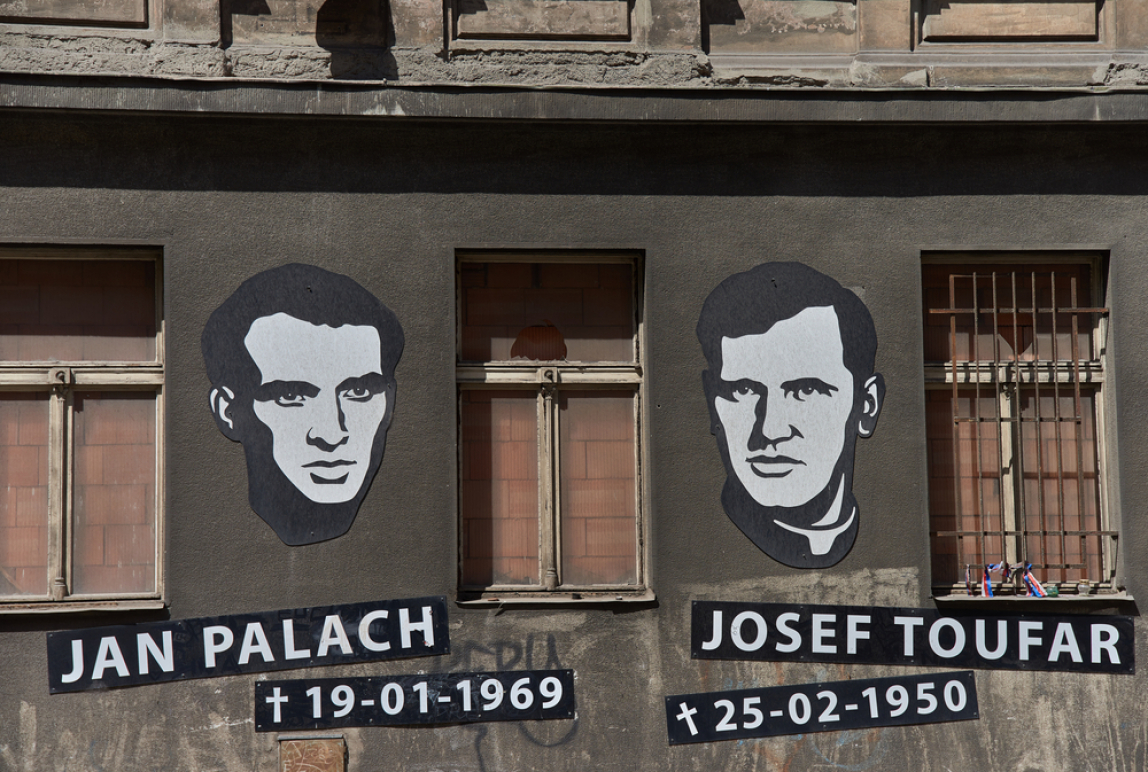 JAN PALACH
† 19-01-1969
JOSEF TOUFAR
† 25-02-1950